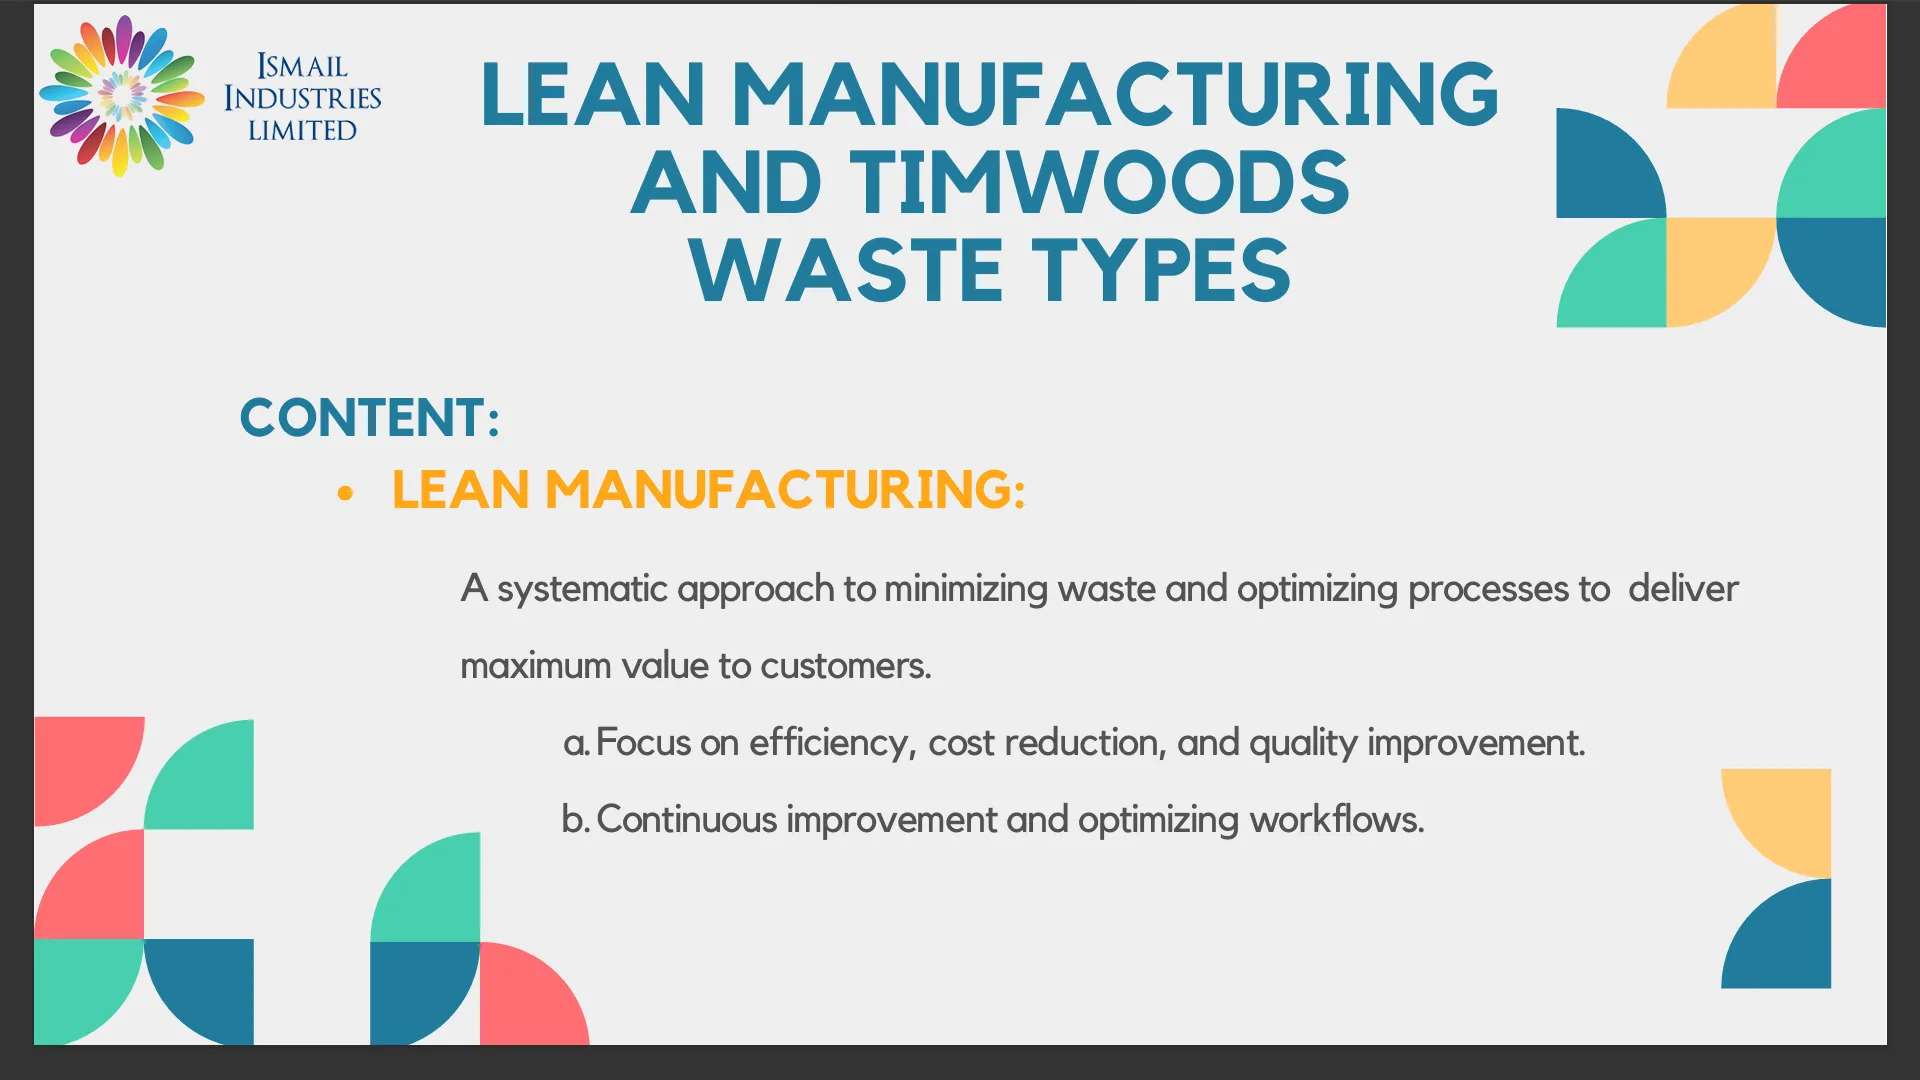 ISMAIL
INDUSTRIES
LIMITED
LEAN MANUFACTURING
AND TIMWOODS
WASTE TYPES
CONTENT:
• LEAN MANUFACTURING:
A systematic approach to minimizing waste and optimizing processes to deliver
maximum value to customers.
a. Focus on efficiency, cost reduction, and quality improvement.
b. Continuous improvement and optimizing workflows.